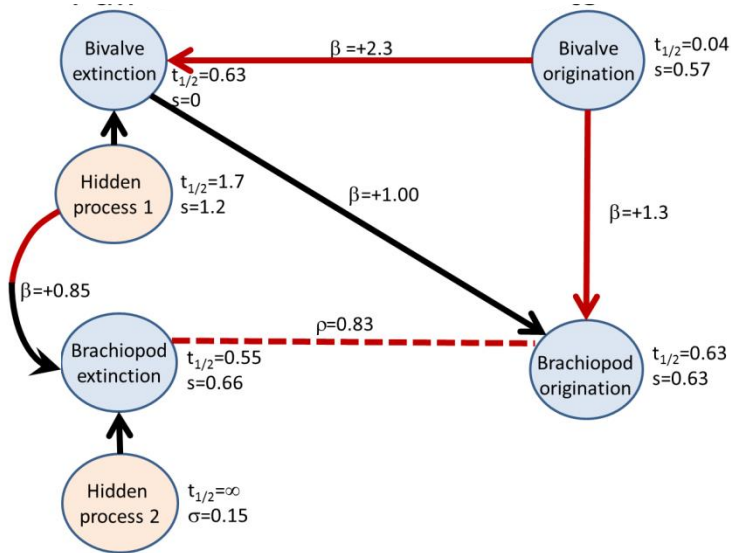 Bivalve
extinction
t1/2=0.63
s=0
β =+2.3
Bivalve
origination
t1/2=0.04
s=0.57
Hidden
process 1
t1/2=1.7
s=1.2
β=+1.00
β=+1.3
β=+0.85
Brachiopod
extinction
t1/2=0.55
s=0.66
ρ=0.83
Brachiopod
origination
t1/2=0.63
s=0.63
Hidden
process 2
t1/2=∞
σ=0.15